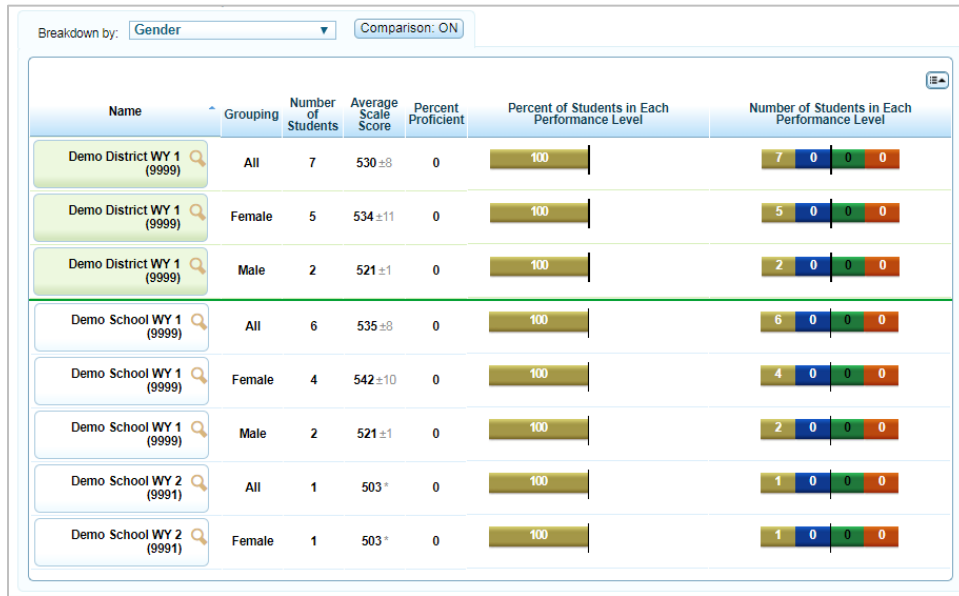 Breakdown by: Gender Comparison: ON
Name Grouping Number of Students Average Scale Score Percent Proficient Percent of Students in Each Performance Level Number of Students in Each Performance Level
Demo District WY 1 (9999) All 7 530 ±8 0 100 7 0 0 0
Demo District WY 1 (9999) Female 5 534 ±11 0 100 5 0 0 0
Demo District WY 1 (9999) Male 2 521 ±1 0 100 2 0 0 0
Demo School WY 1 (9999) All 6 535 ±8 0 100 6 0 0 0
Demo School WY 1 (9999) Female 4 542 ±10 0 100 4 0 0 0
Demo School WY 1 (9999) Male 2 521 ±1 0 100 2 0 0 0
Demo School WY 2 (9991) All 1 503 * 0 100 1 0 0 0
Demo School WY 2 (9991) Female 1 503 * 0 100 1 0 0 0